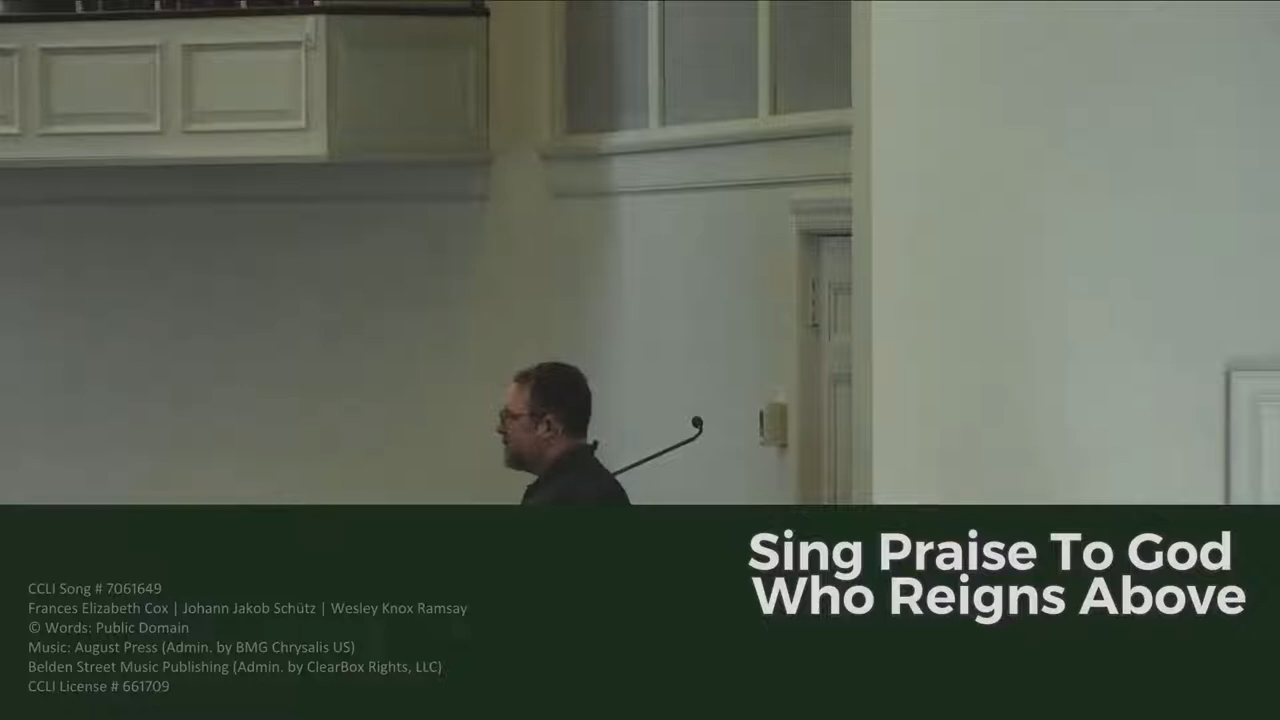 Sing Praise To God
Who Reigns Above
CCLI Song # 7061649
Frances Elizabeth Cox | Johann Jakob Schütz | Wesley Knox Ramsay
© Words: Public Domain
Music: August Press (Admin. by BMG Chrysalis US)
Belden Street Music Publishing (Admin. by ClearBox Rights, LLC)
CCLI License # 661709